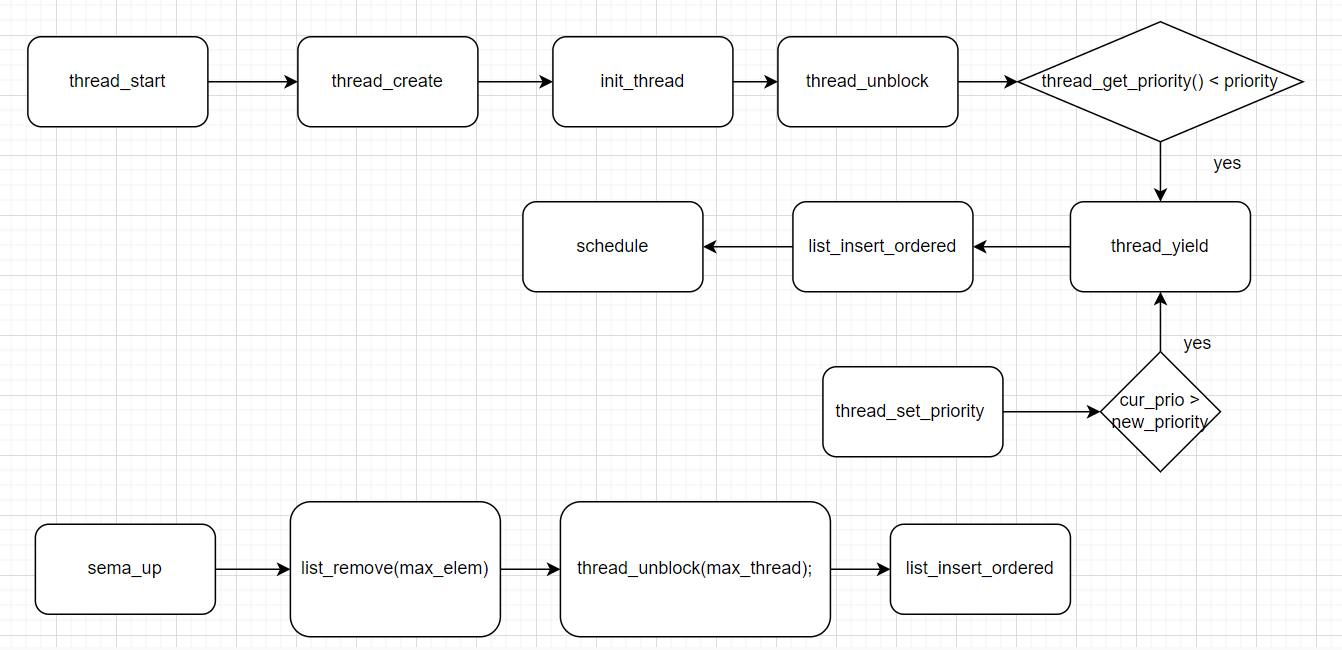 thread_start
thread_create
init_thread
thread_unblock
thread_get_priority() < priority
yes
schedule
list_insert_ordered
thread_yield
yes
thread_set_priority
cur_prio >
new_priority
sema_up
list_remove(max_elem)
thread_unblock(max_thread);
list_insert_ordered